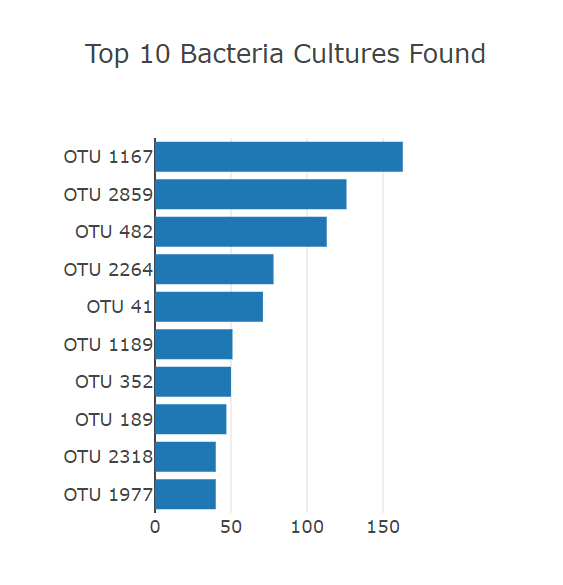 Top 10 Bacteria Cultures Found
OTU 1167
OTU 2859
OTU 482
OTU 2264
OTU 41
OTU 1189
OTU 352
OTU 189
OTU 2318
OTU 1977
0 50 100 150